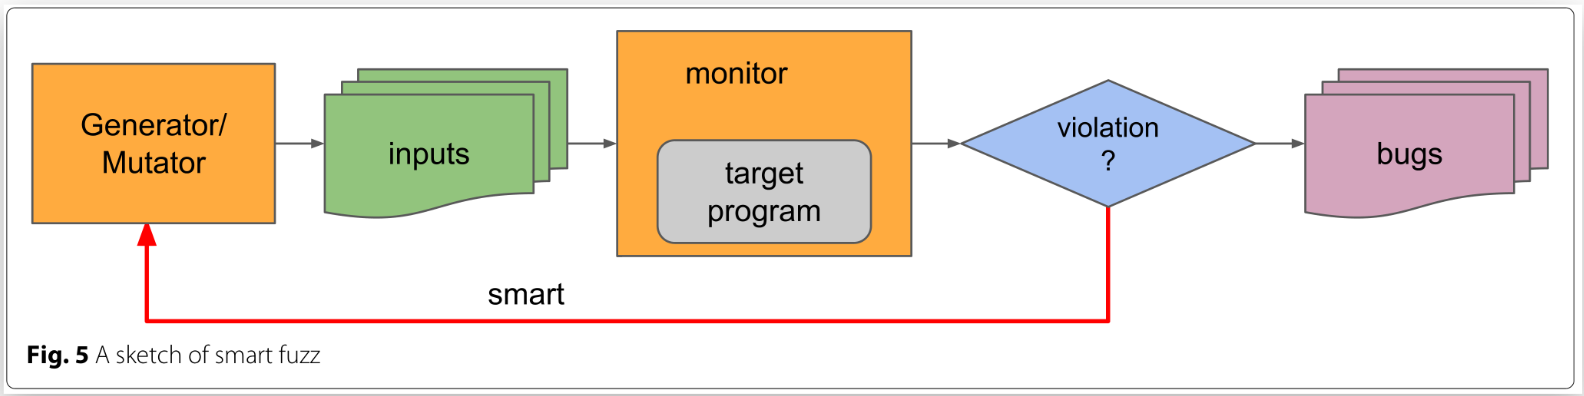 Generator/
Mutator
inputs
monitor
target
program
violation
?
bugs
smart
Fig. 5 A sketch of smart fuzz